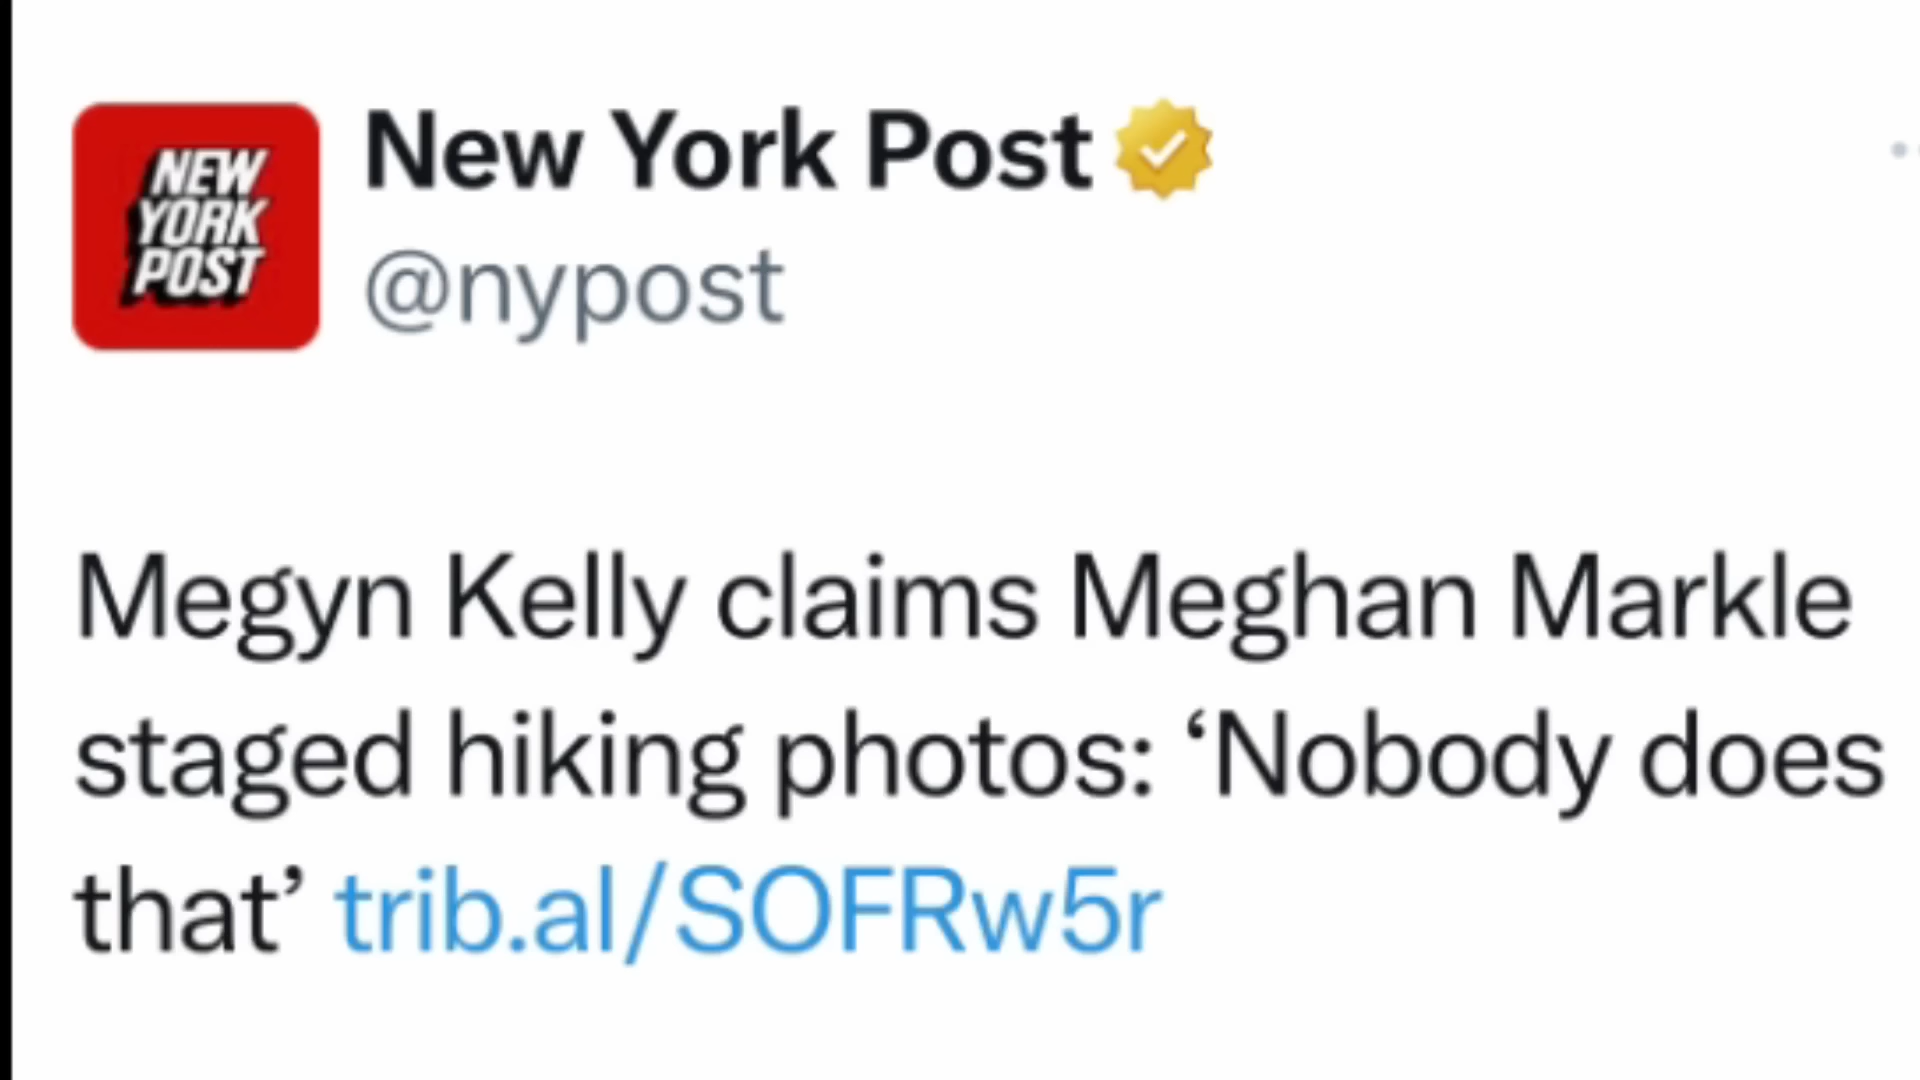 NEW
YORK
POST
New York Post
@nypost
Megyn Kelly claims Meghan Markle
staged hiking photos: ‘Nobody does
that’ trib.al/SOFRw5r